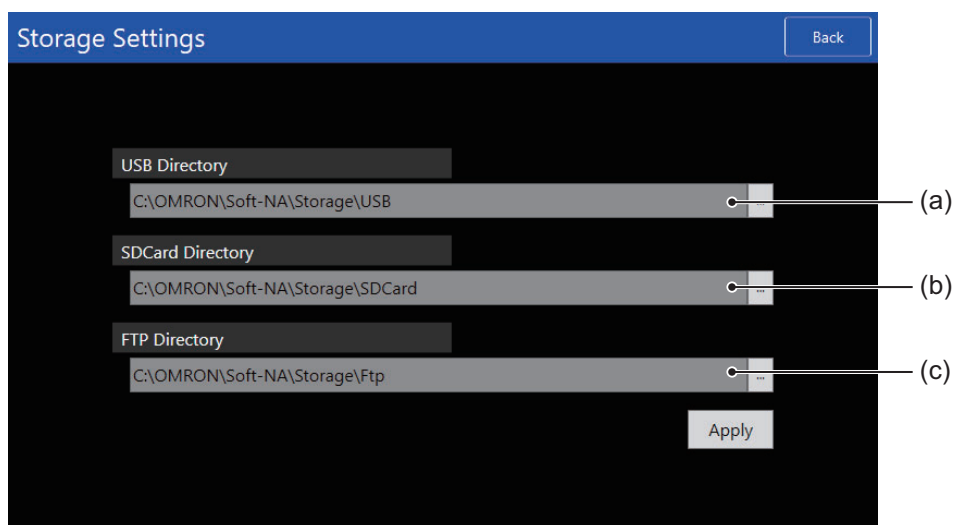 Storage Settings
Back
USB Directory
C:\OMRON\Soft-NA\Storage\USB
...
(a)
SDCard Directory
C:\OMRON\Soft-NA\Storage\SDCard
...
(b)
FTP Directory
C:\OMRON\Soft-NA\Storage\Ftp
...
(c)
Apply